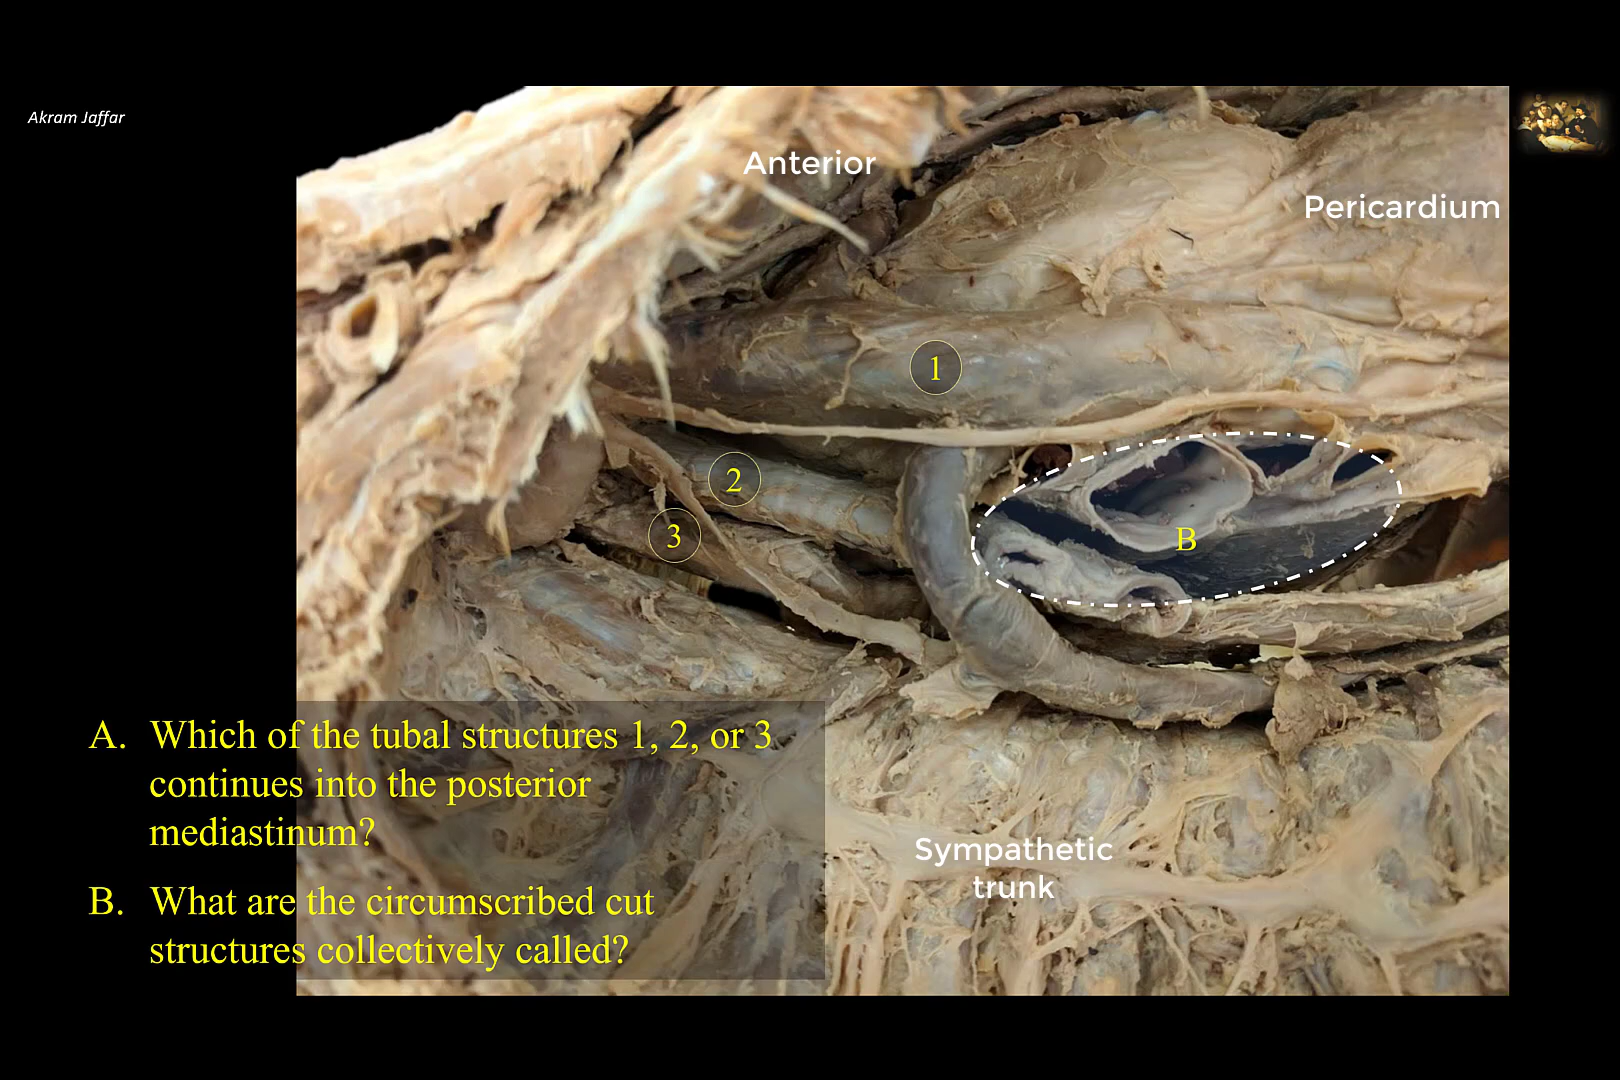 Akram Jaffar
Anterior
Pericardium
1
2
3
B
A. Which of the tubal structures 1, 2, or 3
continues into the posterior
mediastinum?
Sympathetic
trunk
B. What are the circumscribed cut
structures collectively called?